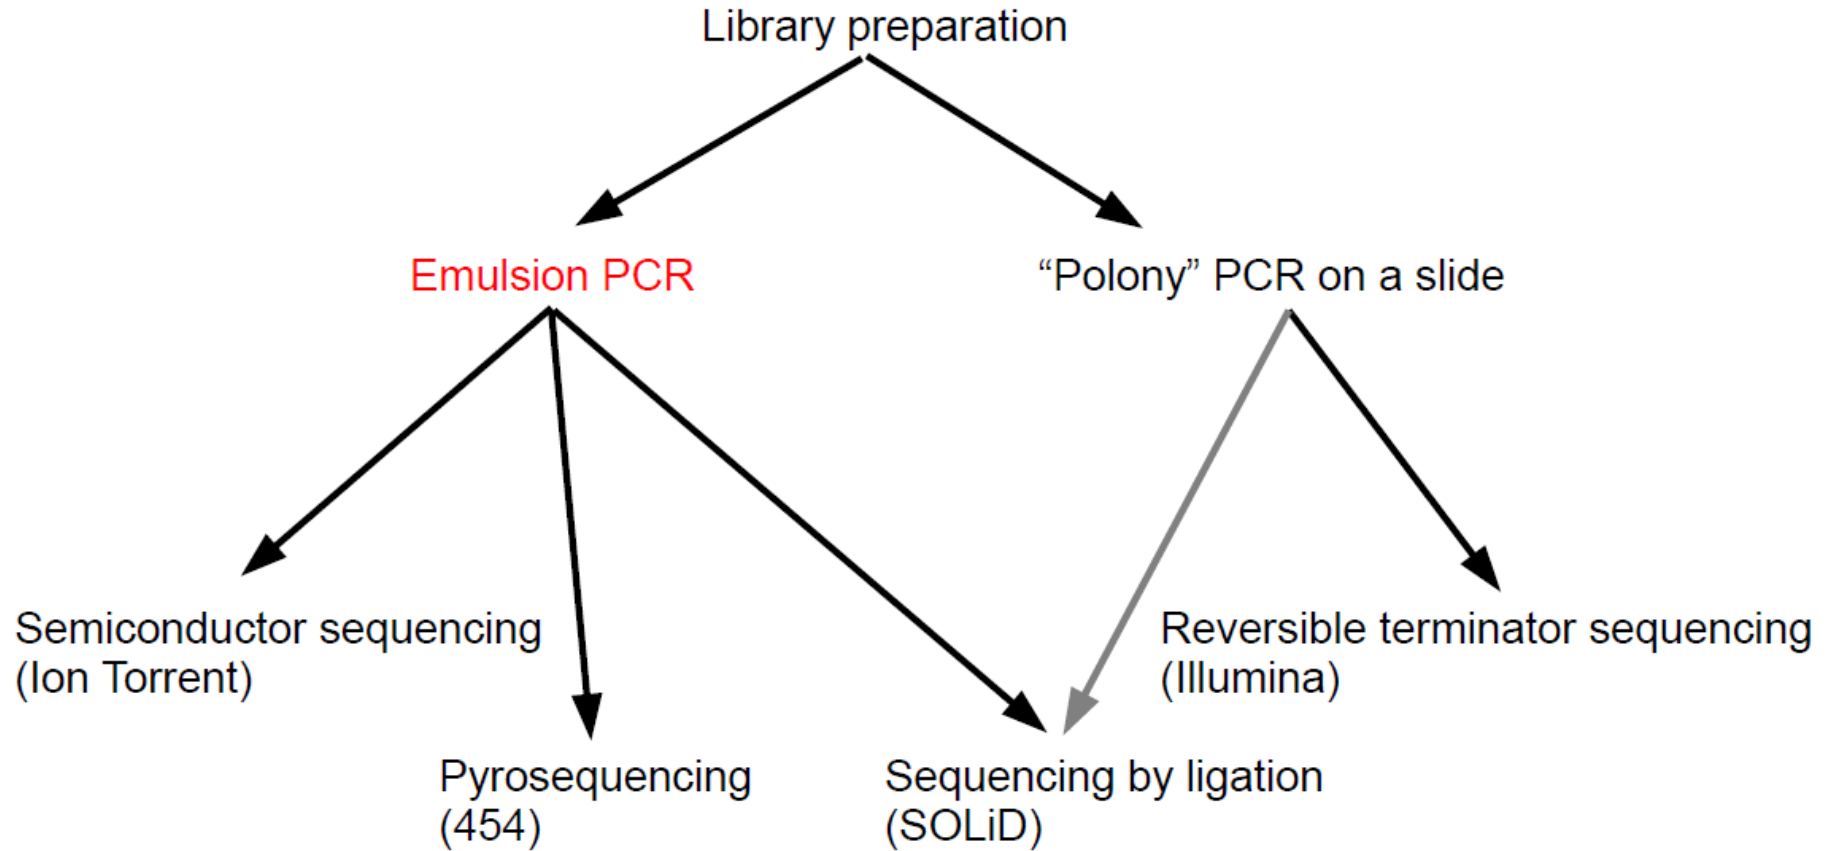 Library preparation
Emulsion PCR
“Polony” PCR on a slide
Semiconductor sequencing
(Ion Torrent)
Reversible terminator sequencing
(Illumina)
Pyrosequencing
(454)
Sequencing by ligation
(SOLiD)